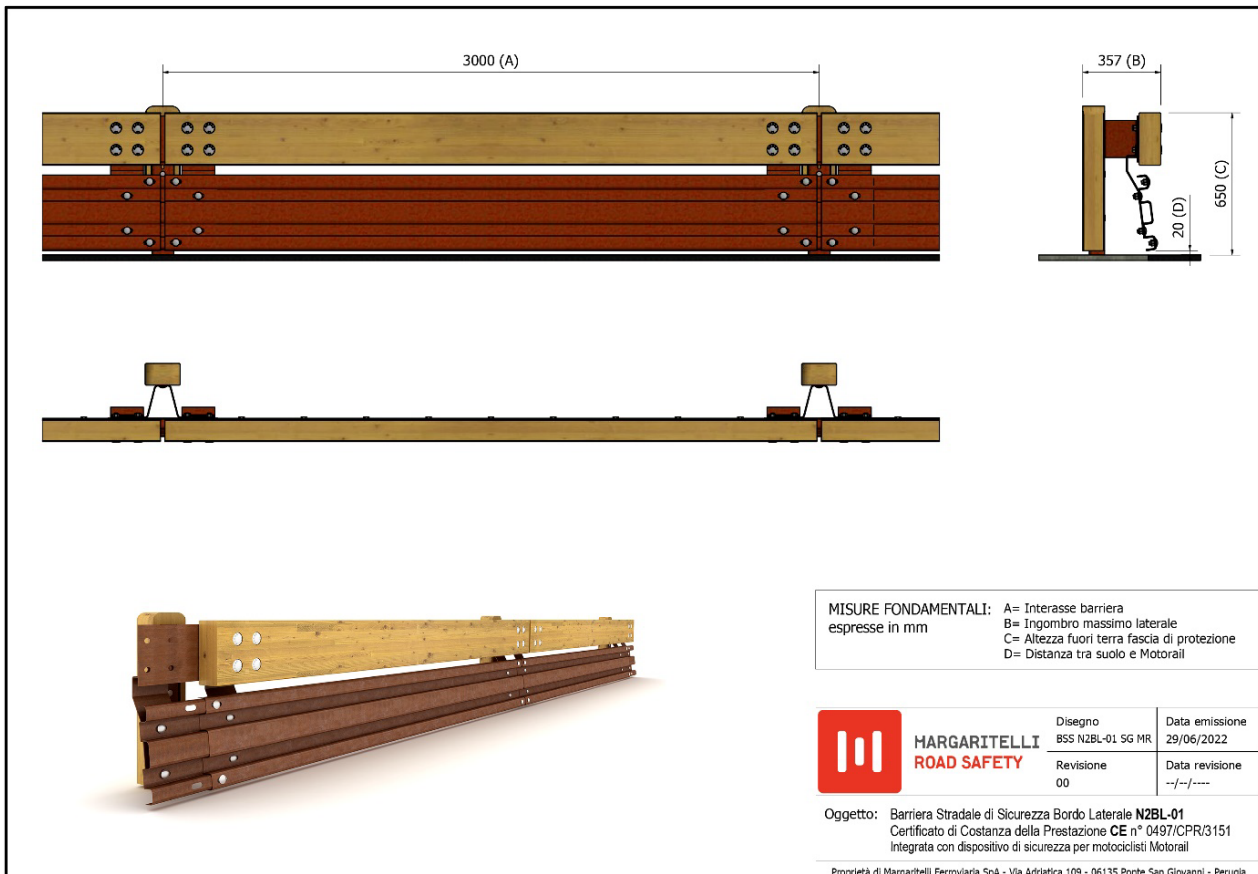 3000 (A)
357 (B)
650 (C)
20 (D)
MISURE FONDAMENTALI:
espresse in mm
A= Interasse barriera
B= Ingombro massimo laterale
C= Altezza fuori terra fascia di protezione
D= Distanza tra suolo e Motorail
MARGARITELLI
ROAD SAFETY
Disegno
BSS N2BL-01 SG MR
Data emissione
29/06/2022
Revisione
00
Data revisione
--/--/----
Oggetto: Barriera Stradale di Sicurezza Bordo Laterale N2BL-01
Certificato di Costanza della Prestazione CE n° 0497/CPR/3151
Integrata con dispositivo di sicurezza per motociclisti Motorail
Proprietà di Margaritelli Ferroviaria SpA - Via Adriatica 109 - 06135 Ponte San Giovanni - Perugia